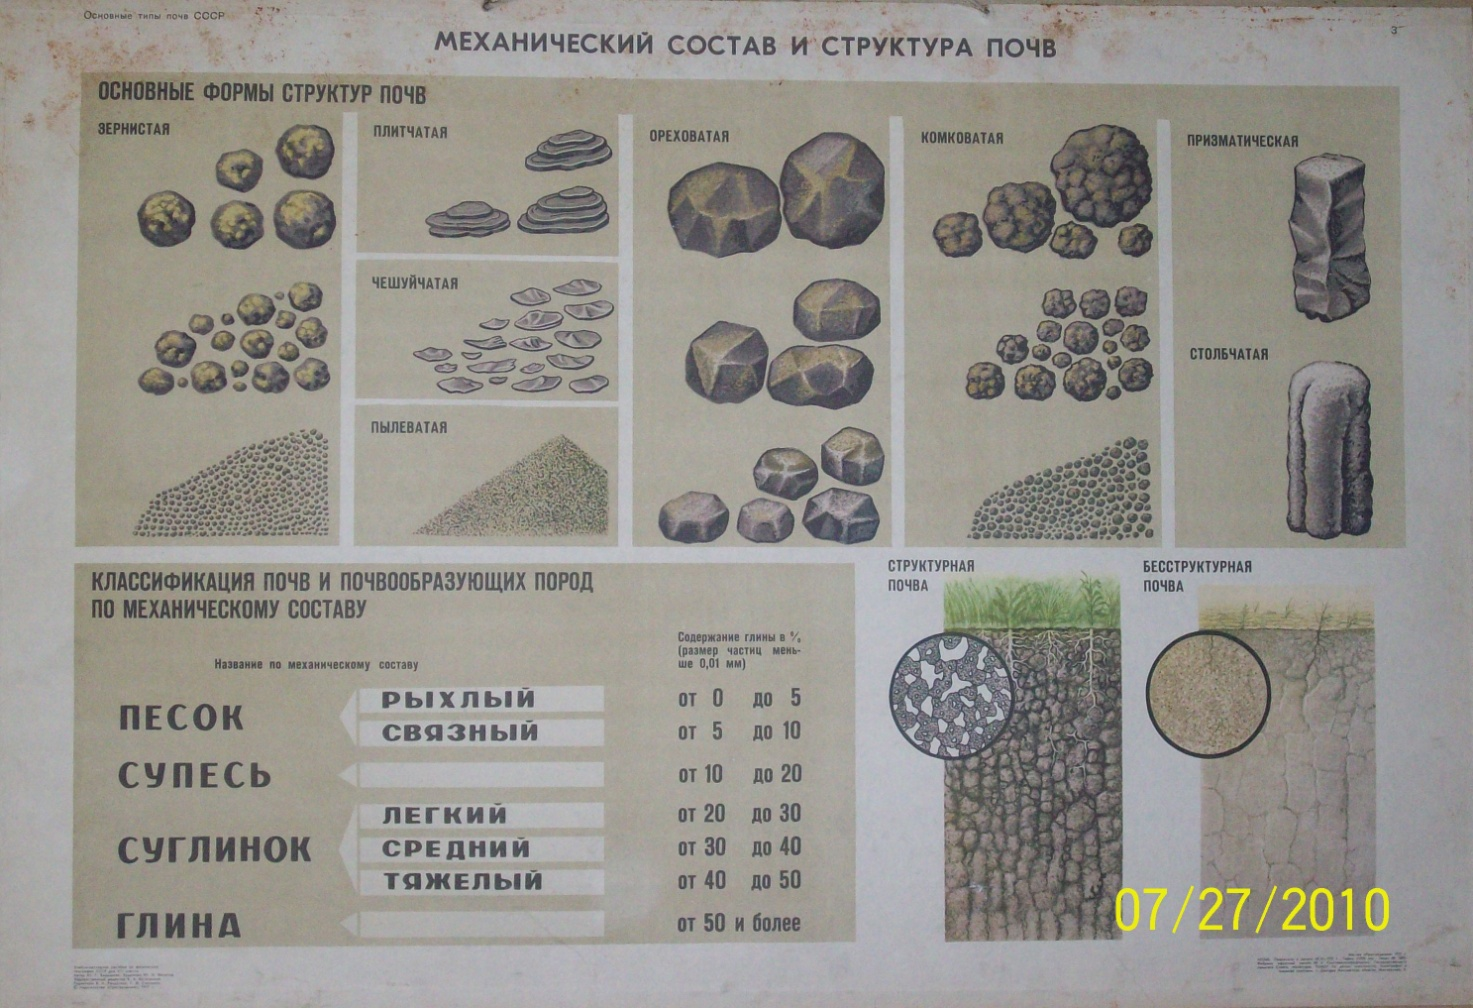 Основные типы почв СССР
3
МЕХАНИЧЕСКИЙ СОСТАВ И СТРУКТУРА ПОЧВ
ОСНОВНЫЕ ФОРМЫ СТРУКТУР ПОЧВ
ЗЕРНИСТАЯ
ПЛИТЧАТАЯ
ЧЕШУЙЧАТАЯ
ПЫЛЕВАТАЯ
ОРЕХОВАТАЯ
КОМКОВАТАЯ
ПРИЗМАТИЧЕСКАЯ
СТОЛБЧАТАЯ
КЛАССИФИКАЦИЯ ПОЧВ И ПОЧВООБРАЗУЮЩИХ ПОРОД
ПО МЕХАНИЧЕСКОМУ СОСТАВУ
Название по механическому составу
Содержание глины в %
(размер частиц мень-
ше 0,01 мм)
ПЕСОК
РЫХЛЫЙ от 0 до 5
СВЯЗНЫЙ от 5 до 10
СУПЕСЬ от 10 до 20
СУГЛИНОК
ЛЕГКИЙ от 20 до 30
СРЕДНИЙ от 30 до 40
ТЯЖЕЛЫЙ от 40 до 50
ГЛИНА от 50 и более
СТРУКТУРНАЯ
ПОЧВА
БЕССТРУКТУРНАЯ
ПОЧВА
07/27/2010